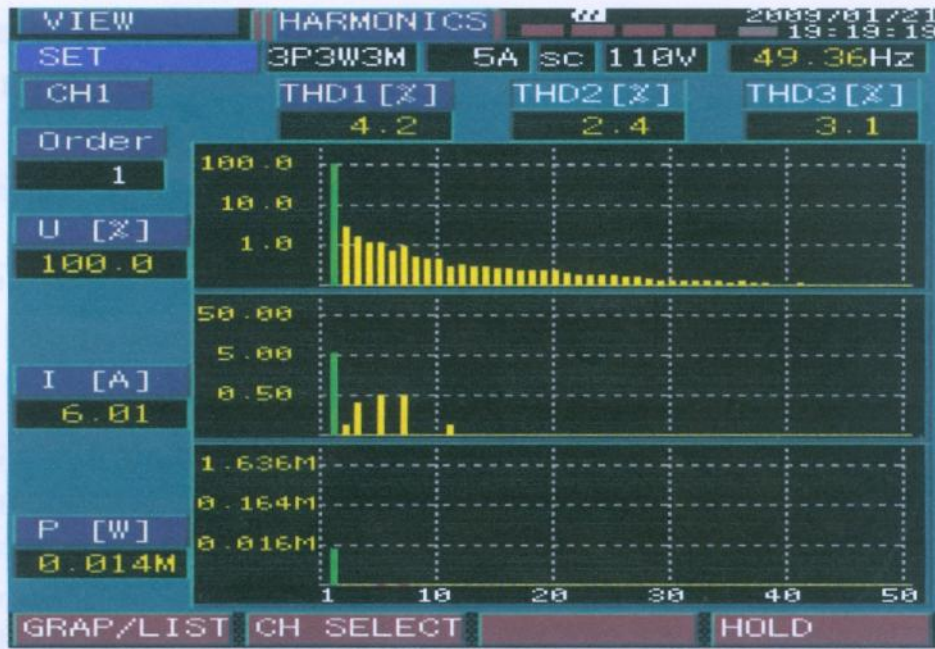 VIEW HARMONICS 2009/01/21
19:19:19
SET 3P3W3M 5A sc 110V 49.36Hz
CH1 THD1[%] THD2[%] THD3[%]
4.2 2.4 3.1
Order
1
100.0
10.0
1.0
U [%]
100.0
50.00
5.00
0.50
I [A]
6.01
1.636M
0.164M
0.016M
P [W]
0.014M
1 10 20 30 40 50
GRAP/LIST CH SELECT HOLD